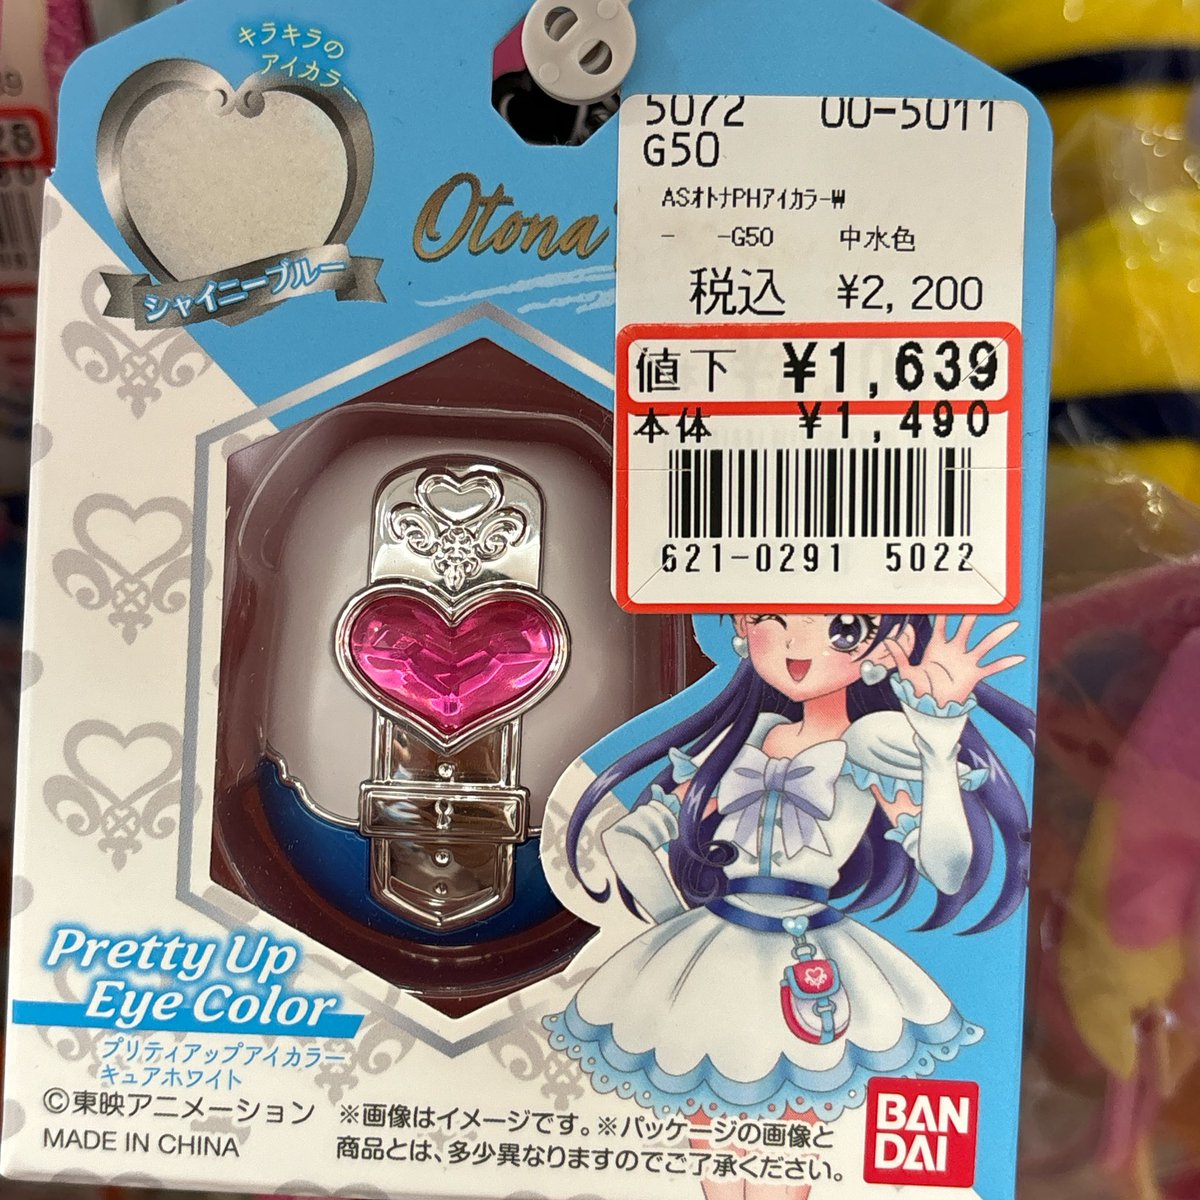 キラキラの
アイカラー
シャイニーブルー
Otona
5072 00-5011
G50
ASオトナPHアイカラーW
- -G50 中水色
税込 ¥2,200
値下 ¥1,639
本体 ¥1,490
621-0291 5022
Pretty Up
Eye Color
プリティアップアイカラー
キュアホワイト
©東映アニメーション
MADE IN CHINA
※画像はイメージです。※パッケージの画像と
商品とは、多少異なりますのでご了承ください。
BAN
DAI